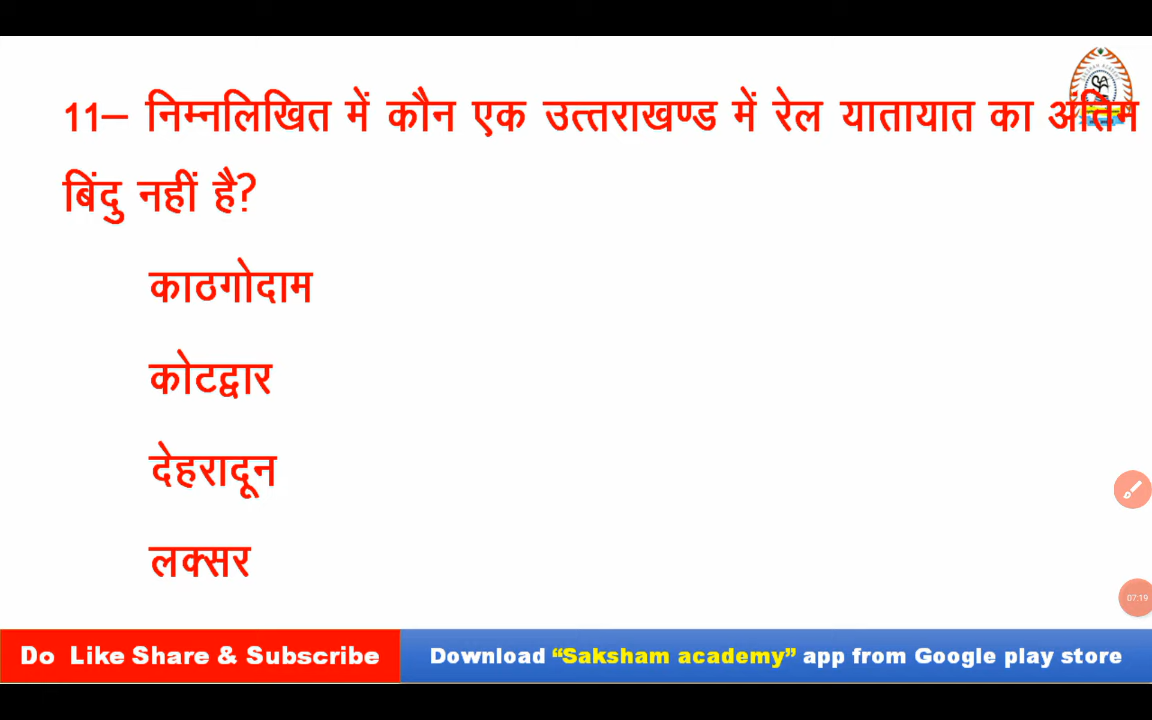 11– निम्नलिखित में कौन एक उत्तराखण्ड में रेल यातायात का अंतिम
बिंदु नहीं है?
काठगोदाम
कोटद्वार
देहरादून
लक्सर
07:19
Do Like Share & Subscribe
Download “Saksham academy” app from Google play store